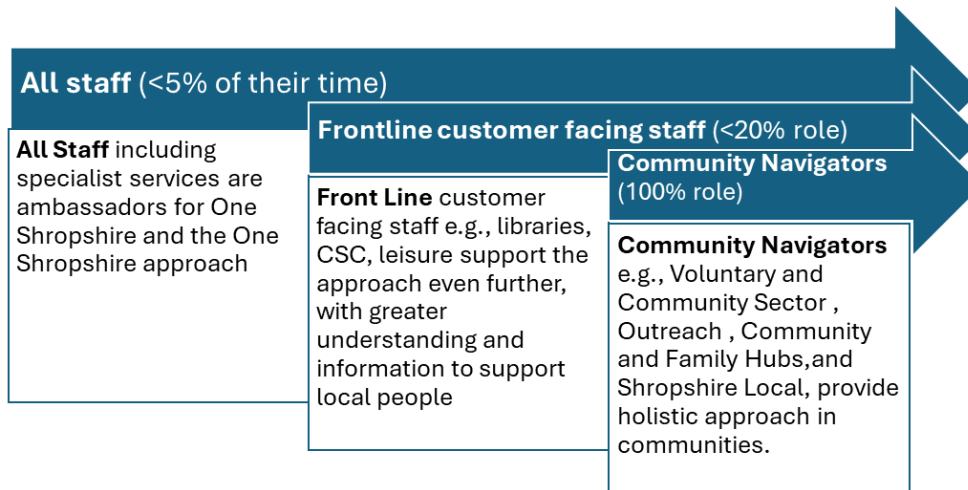 All staff (<5% of their time)
All Staff including
specialist services are
ambassadors for One
Shropshire and the One
Shropshire approach
Frontline customer facing staff (<20% role)
Front Line customer
facing staff e.g., libraries,
CSC, leisure support the
approach even further,
with greater
understanding and
information to support
local people
Community Navigators
(100% role)
Community Navigators
e.g., Voluntary and
Community Sector ,
Outreach , Community
and Family Hubs,and
Shropshire Local, provide
holistic approach in
communities.